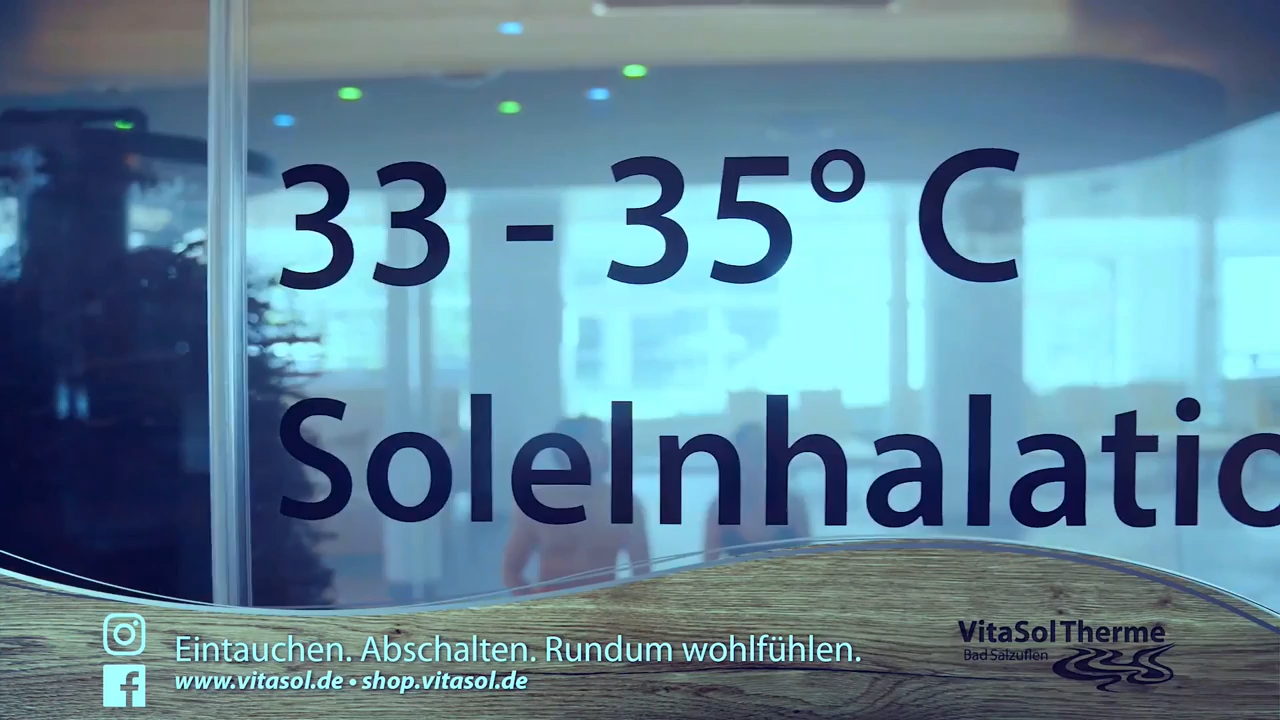 33 - 35° C
SoleInhalatio
Eintauchen. Abschalten. Rundum wohlfühlen.
www.vitasol.de • shop.vitasol.de
VitaSol Therme
Bad Salzuflen